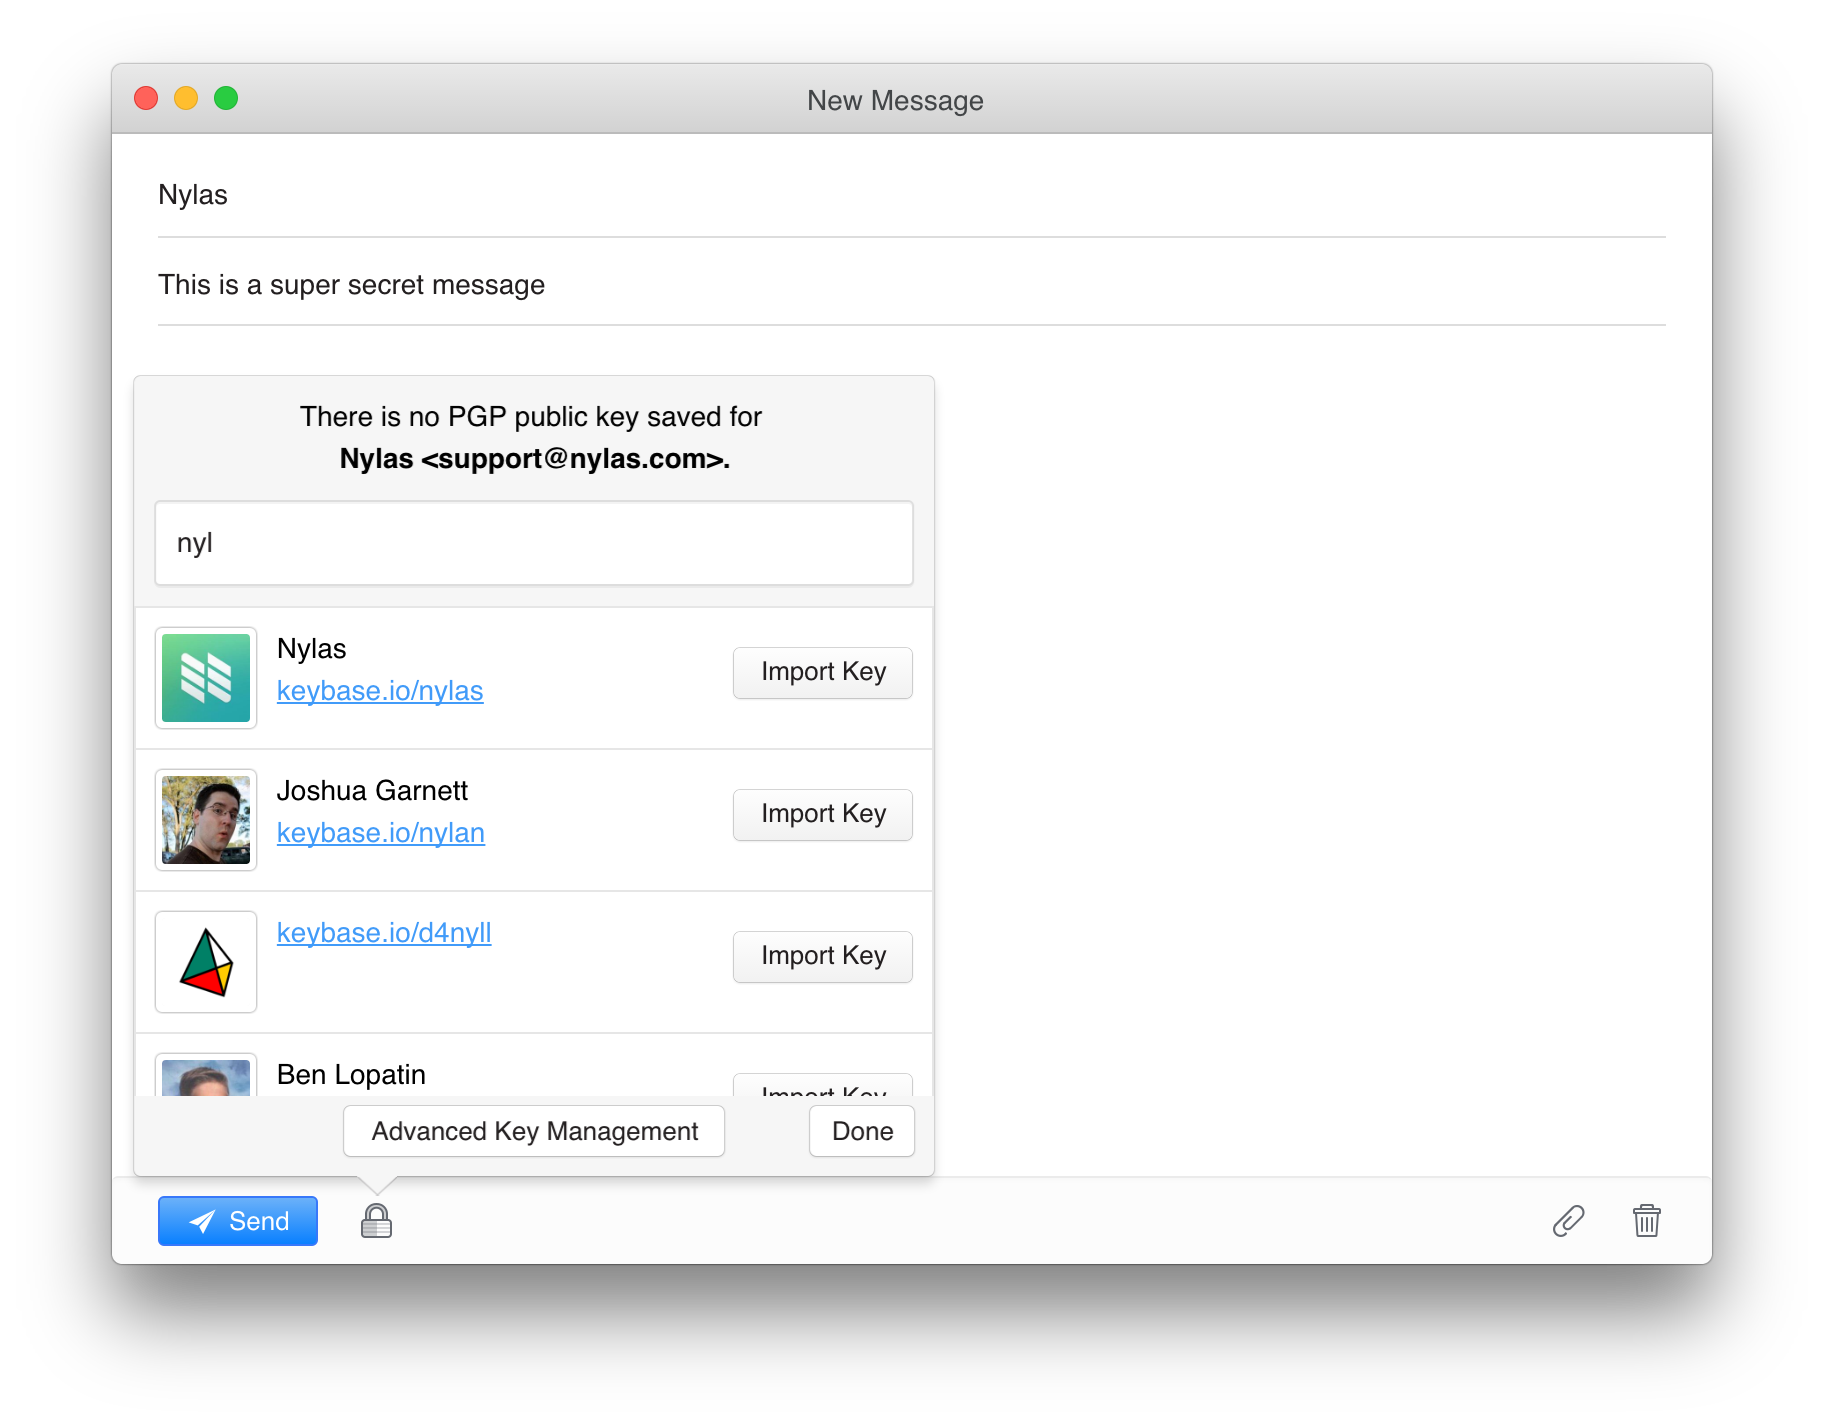 New Message
Nylas
This is a super secret message
There is no PGP public key saved for
Nylas <support@nylas.com>.
nyl
Nylas
keybase.io/nylas
Import Key
Joshua Garnett
keybase.io/nylan
Import Key
keybase.io/d4nyll
Import Key
Ben Lopatin
Import Key
Advanced Key Management
Done
Send